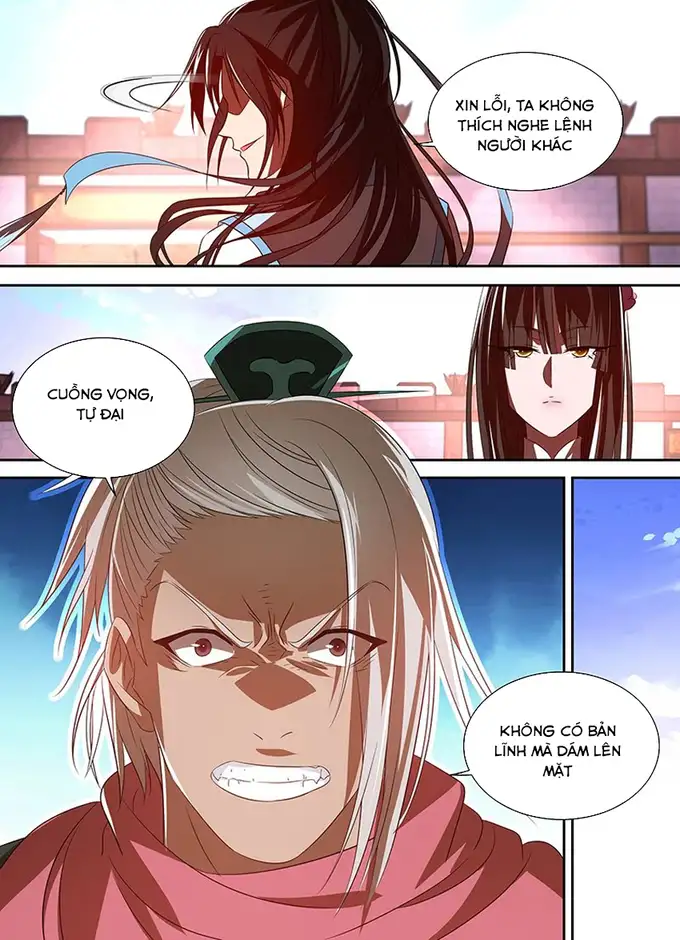 XIN LỖI, TA KHÔNG
THÍCH NGHE LỆNH
NGƯỜI KHÁC
CUỒNG VỌNG,
TỰ ĐẠI
KHÔNG CÓ BẢN
LĨNH MÀ DÁM LÊN
MẶT